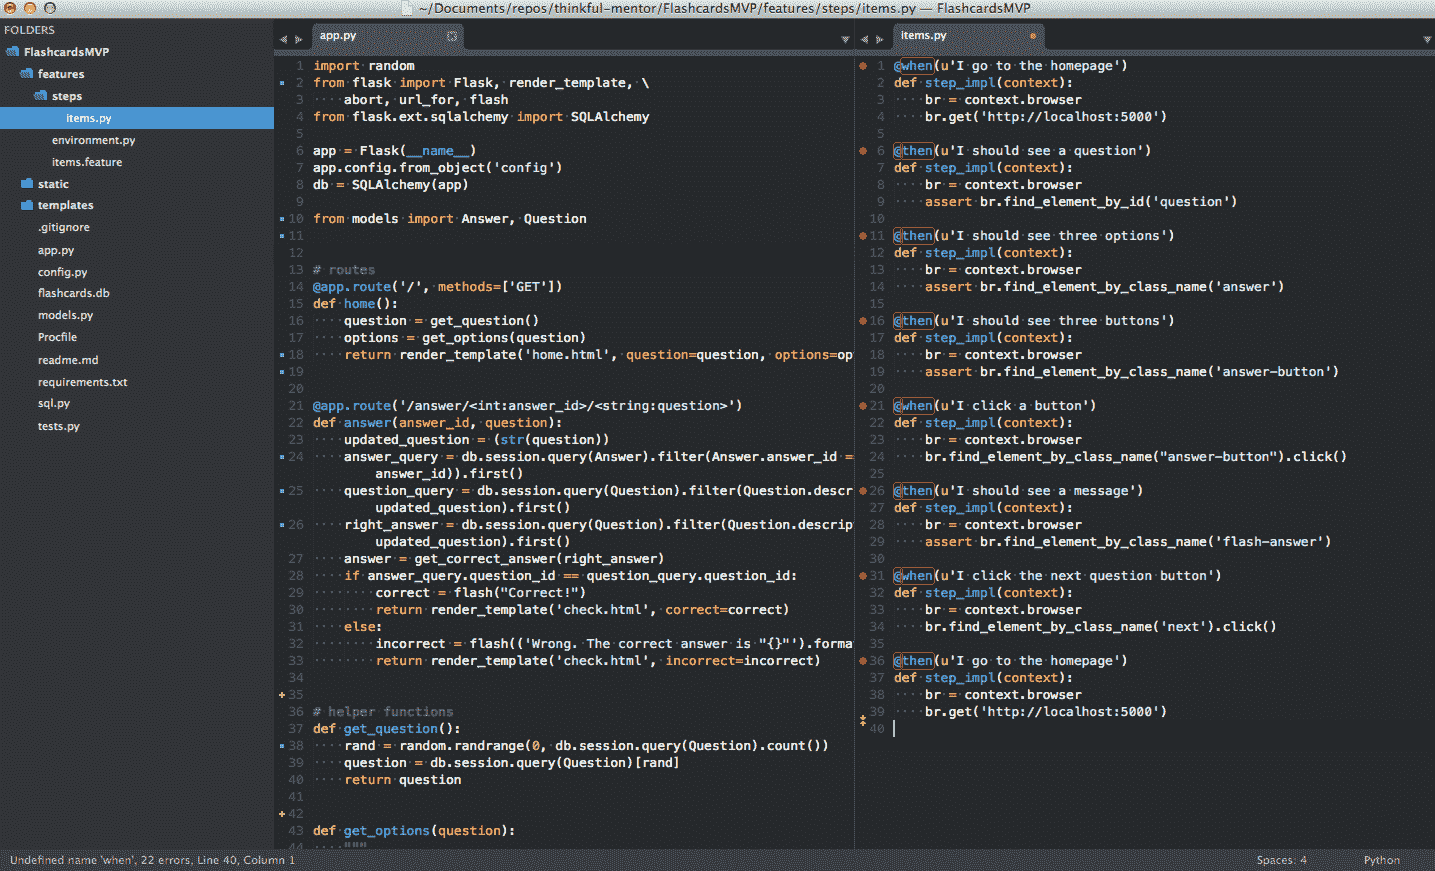 ~/Documents/repos/thinkful-mentor/FlashcardsMVP/features/steps/items.py — FlashcardsMVP
FOLDERS
FlashcardsMVP
features
steps
items.py
environment.py
items.feature
static
templates
.gitignore
app.py
config.py
flashcards.db
models.py
Procfile
readme.md
requirements.txt
sql.py
tests.py
app.py
1 import random
2 from flask import Flask, render_template, \
3     abort, url_for, flash
4 from flask.ext.sqlalchemy import SQLAlchemy
5
6 app = Flask(__name__)
7 app.config.from_object('config')
8 db = SQLAlchemy(app)
9
10 from models import Answer, Question
11
12
13 # routes
14 @app.route('/', methods=['GET'])
15 def home():
16     question = get_question()
17     options = get_options(question)
18     return render_template('home.html', question=question, options=op
19
20
21 @app.route('/answer/<int:answer_id>/<string:question>')
22 def answer(answer_id, question):
23     updated_question = (str(question))
24     answer_query = db.session.query(Answer).filter(Answer.answer_id =
        answer_id)).first()
25     question_query = db.session.query(Question).filter(Question.descr
        updated_question).first()
26     right_answer = db.session.query(Question).filter(Question.descrip
        updated_question).first()
27     answer = get_correct_answer(right_answer)
28     if answer_query.question_id == question_query.question_id:
29         correct = flash("Correct!")
30         return render_template('check.html', correct=correct)
31     else:
32         incorrect = flash(('Wrong. The correct answer is "{}"').forma
33         return render_template('check.html', incorrect=incorrect)
34
35
36 # helper functions
37 def get_question():
38     rand = random.randrange(0, db.session.query(Question).count())
39     question = db.session.query(Question)[rand]
40     return question
41
42
43 def get_options(question):
44     """
items.py
1 @when(u'I go to the homepage')
2 def step_impl(context):
3     br = context.browser
4     br.get('http://localhost:5000')
5
6 @then(u'I should see a question')
7 def step_impl(context):
8     br = context.browser
9     assert br.find_element_by_id('question')
10
11 @then(u'I should see three options')
12 def step_impl(context):
13     br = context.browser
14     assert br.find_element_by_class_name('answer')
15
16 @then(u'I should see three buttons')
17 def step_impl(context):
18     br = context.browser
19     assert br.find_element_by_class_name('answer-button')
20
21 @when(u'I click a button')
22 def step_impl(context):
23     br = context.browser
24     br.find_element_by_class_name("answer-button").click()
25
26 @then(u'I should see a message')
27 def step_impl(context):
28     br = context.browser
29     assert br.find_element_by_class_name('flash-answer')
30
31 @when(u'I click the next question button')
32 def step_impl(context):
33     br = context.browser
34     br.find_element_by_class_name('next').click()
35
36 @then(u'I go to the homepage')
37 def step_impl(context):
38     br = context.browser
39     br.get('http://localhost:5000')
40
Undefined name 'when', 22 errors, Line 40, Column 1
Spaces: 4
Python